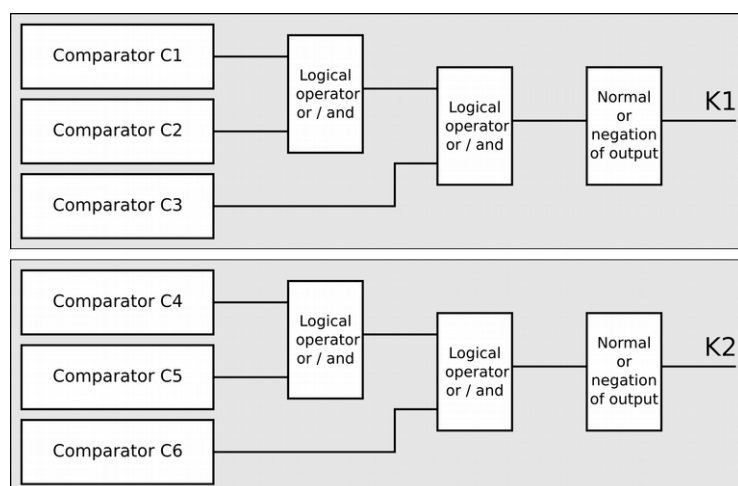 Comparator C1
Comparator C2
Comparator C3
Logical
operator
or / and
Logical
operator
or / and
Normal
or
negation
of output
K1
Comparator C4
Comparator C5
Comparator C6
Logical
operator
or / and
Logical
operator
or / and
Normal
or
negation
of output
K2